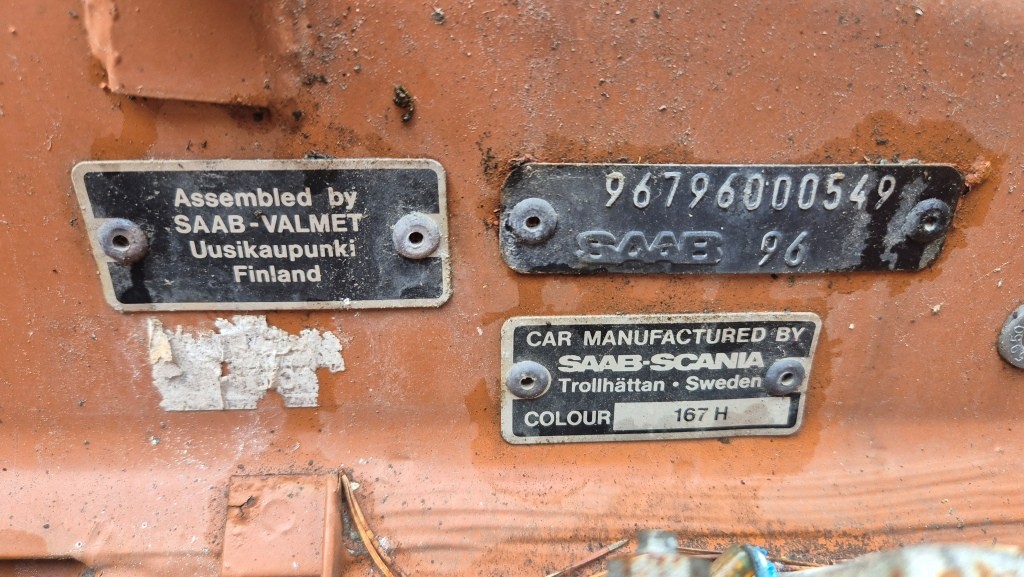 Assembled by
SAAB-VALMET
Uusikaupunki
Finland
96796000549
SAAB 96
CAR MANUFACTURED BY
SAAB-SCANIA
Trollhättan · Sweden
COLOUR 167 H